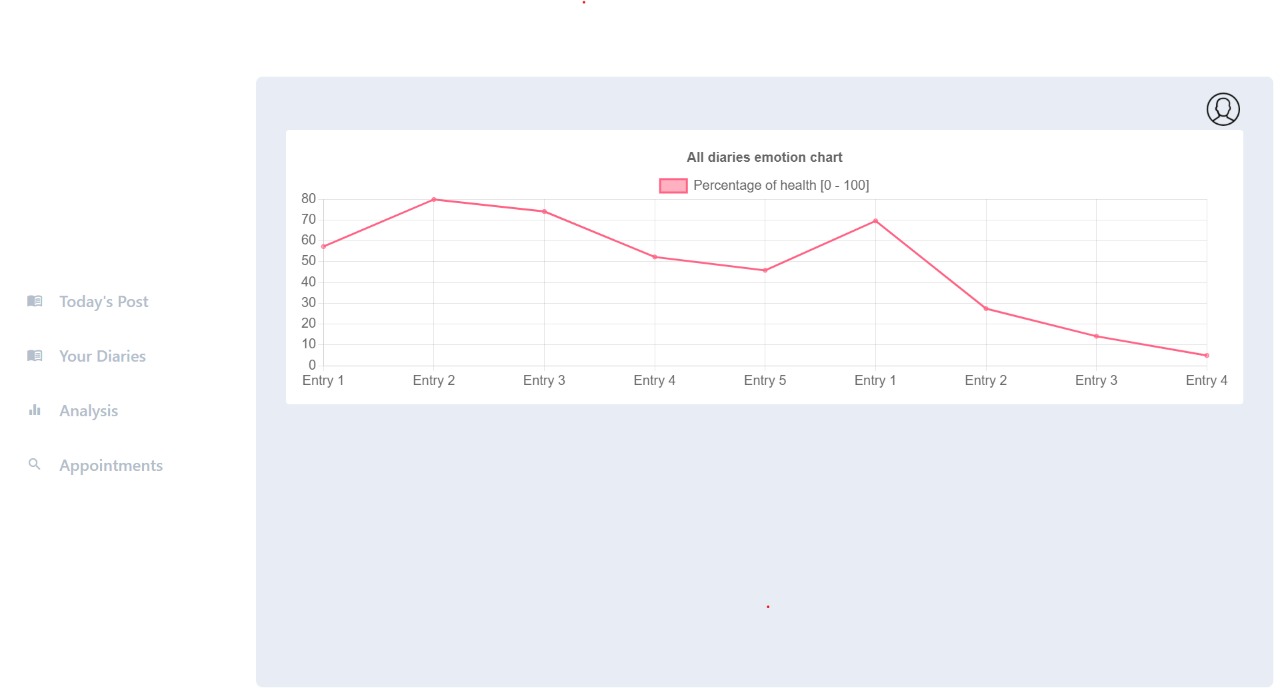 Today's Post
Your Diaries
Analysis
Appointments
All diaries emotion chart
Percentage of health [0 - 100]
80
70
60
50
40
30
20
10
0
Entry 1 Entry 2 Entry 3 Entry 4 Entry 5 Entry 1 Entry 2 Entry 3 Entry 4